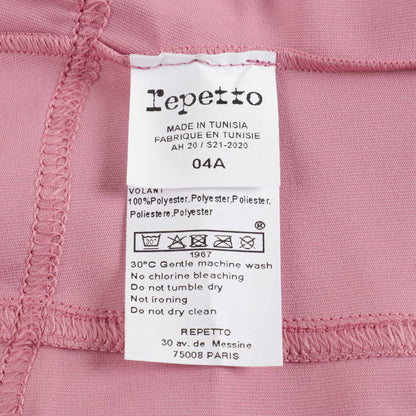 repetto
MADE IN TUNISIA
FABRIQUE EN TUNISIE
AH 20 / S21-2020
04A
VOLANT
100%Polyester,Polyester,Poliester,
Poliestere,Polyester
®
30°
1967
30°C Gentle machine wash
No chlorine bleaching
Do not tumble dry
Not ironing
Do not dry clean
REPETTO
30 av. de Messine
75008 PARIS